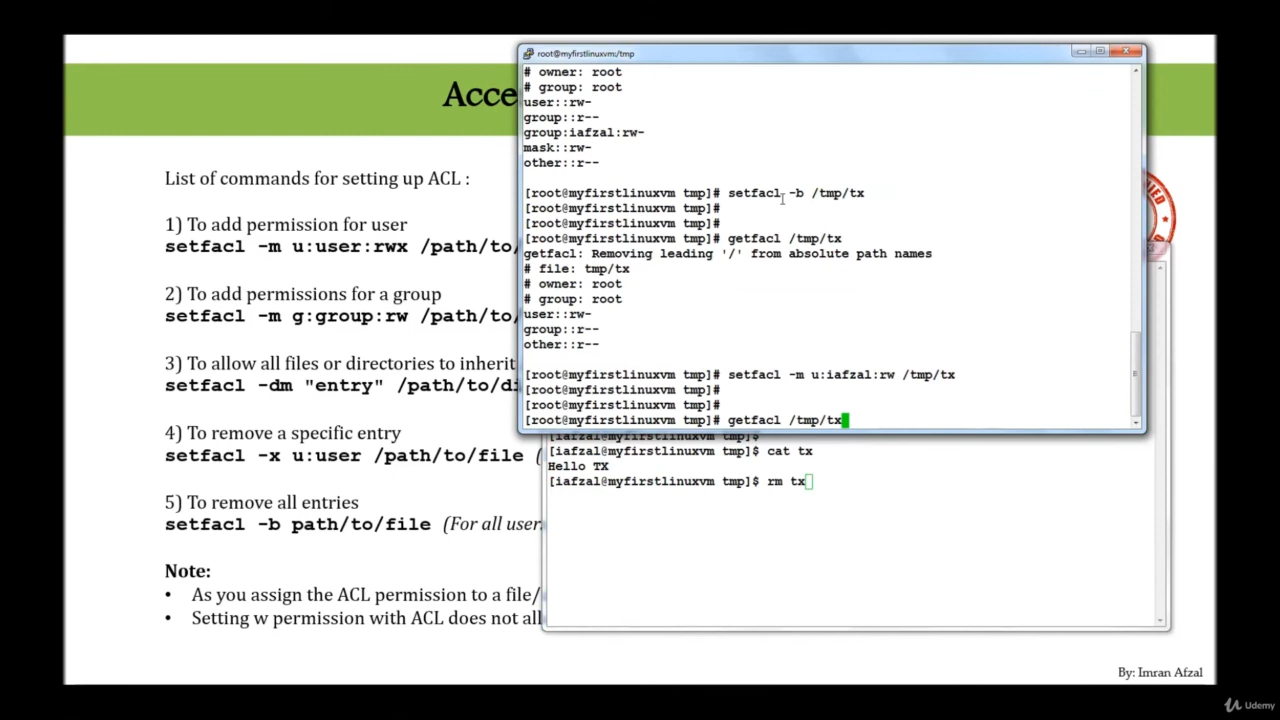 Acce
List of commands for setting up ACL :
1) To add permission for user
setfacl -m u:user:rwx /path/to/
2) To add permissions for a group
setfacl -m g:group:rw /path/to/
3) To allow all files or directories to inherit
setfacl -dm "entry" /path/to/di
4) To remove a specific entry
setfacl -x u:user /path/to/file (
5) To remove all entries
setfacl -b path/to/file (For all user
Note:
• As you assign the ACL permission to a file/
• Setting w permission with ACL does not all
root@myfirstlinuxvm:/tmp
# owner: root
# group: root
user::rw-
group::r--
group:iafzal:rw-
mask::rw-
other::r--
[root@myfirstlinuxvm tmp]# setfacl -b /tmp/tx
[root@myfirstlinuxvm tmp]#
[root@myfirstlinuxvm tmp]#
[root@myfirstlinuxvm tmp]# getfacl /tmp/tx
getfacl: Removing leading '/' from absolute path names
# file: tmp/tx
# owner: root
# group: root
user::rw-
group::r--
other::r--
[root@myfirstlinuxvm tmp]# setfacl -m u:iafzal:rw /tmp/tx
[root@myfirstlinuxvm tmp]#
[root@myfirstlinuxvm tmp]#
[root@myfirstlinuxvm tmp]# getfacl /tmp/tx
[iafzal@myfirstlinuxvm tmp]$
[iafzal@myfirstlinuxvm tmp]$ cat tx
Hello TX
[iafzal@myfirstlinuxvm tmp]$ rm tx
By: Imran Afzal
Udemy